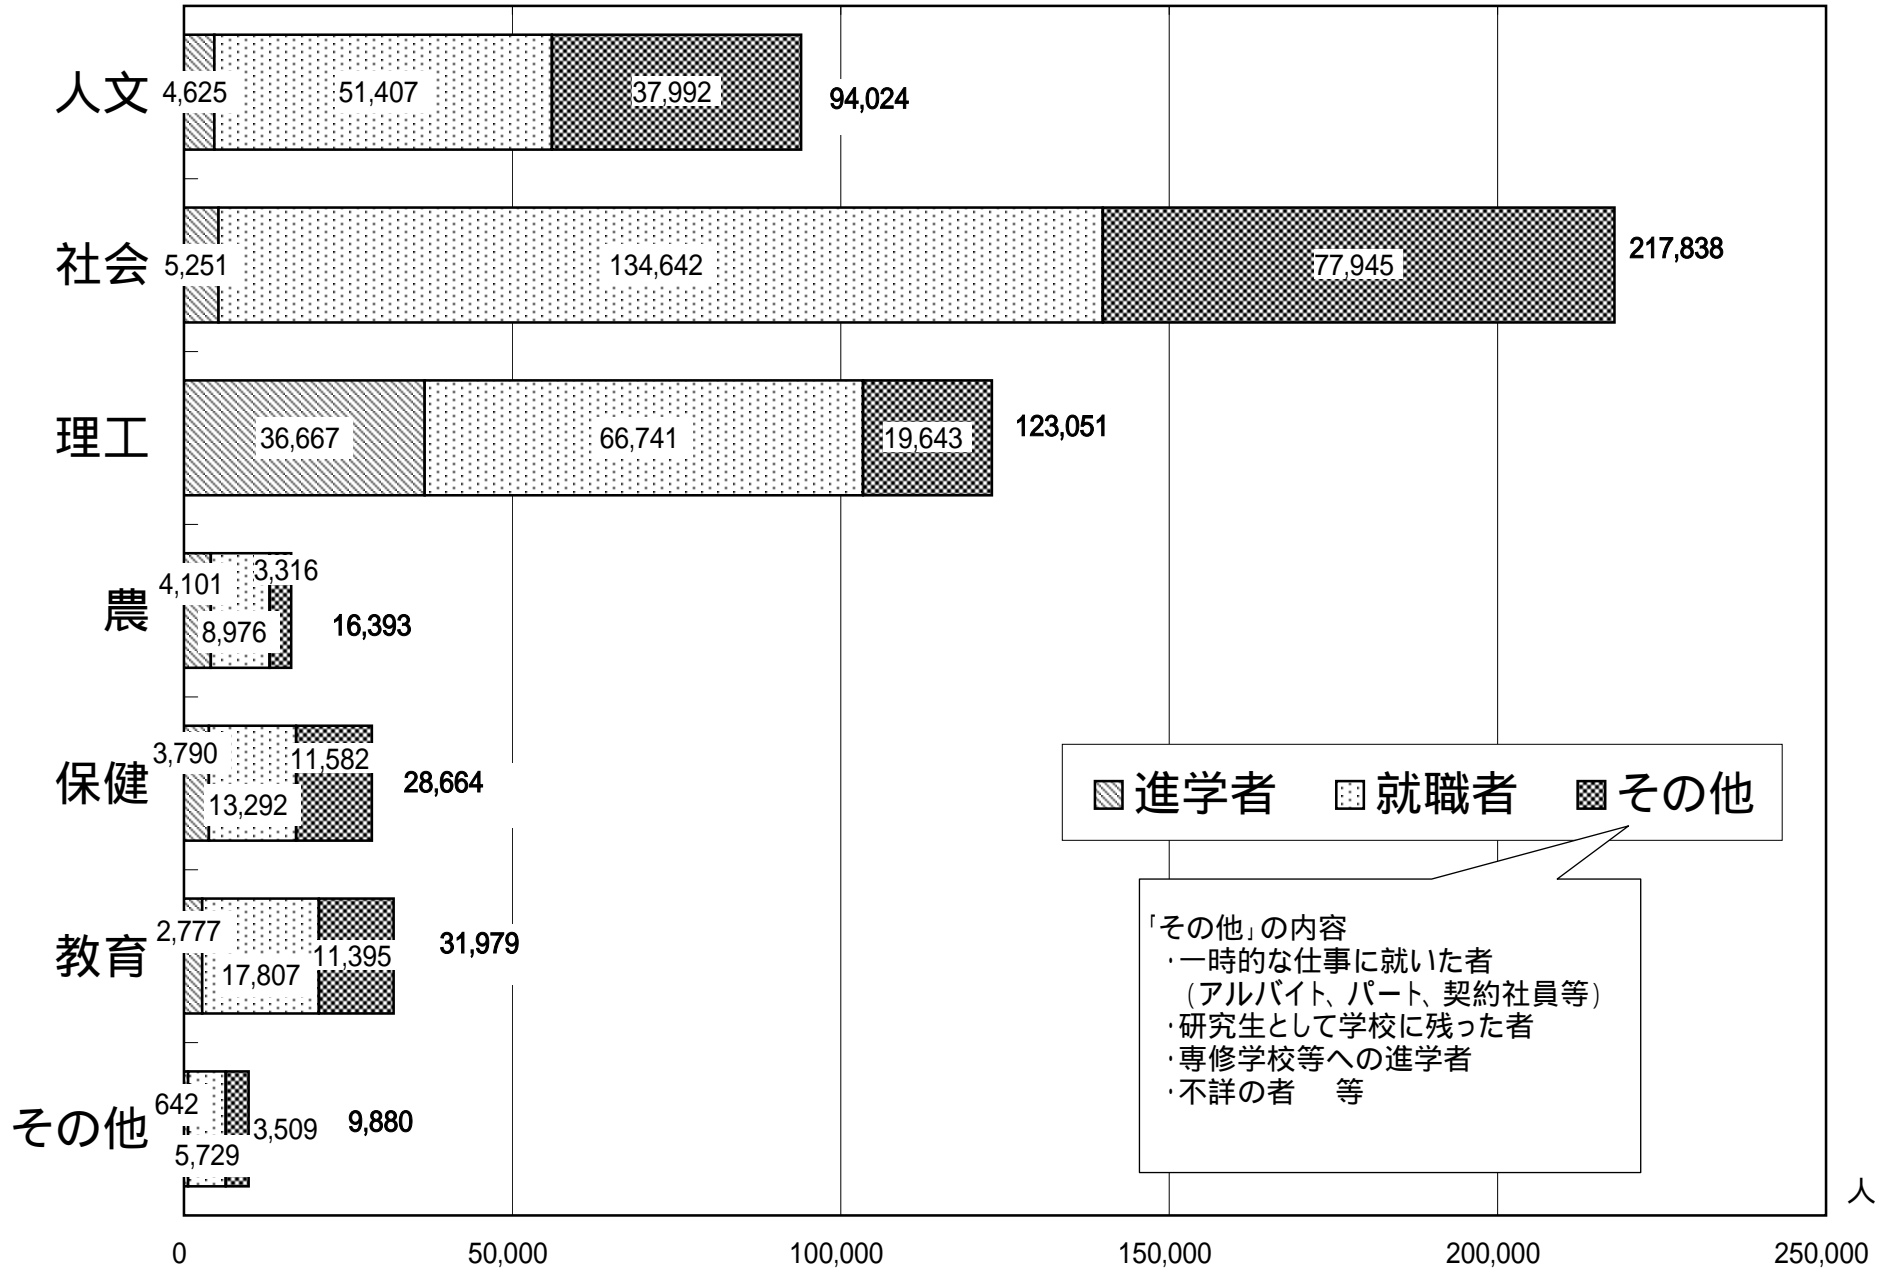 人文 4,625 51,407 37,992 94,024
社会 5,251 134,642 77,945 217,838
理工 36,667 66,741 19,643 123,051
農 4,101 8,976 3,316 16,393
保健 3,790 13,292 11,582 28,664
進学者 就職者 その他
教育 2,777 17,807 11,395 31,979
「その他」の内容
・一時的な仕事に就いた者
(アルバイト、パート、契約社員等)
・研究生として学校に残った者
・専修学校等への進学者
・不詳の者 等
その他 642 5,729 3,509 9,880
人
0 50,000 100,000 150,000 200,000 250,000